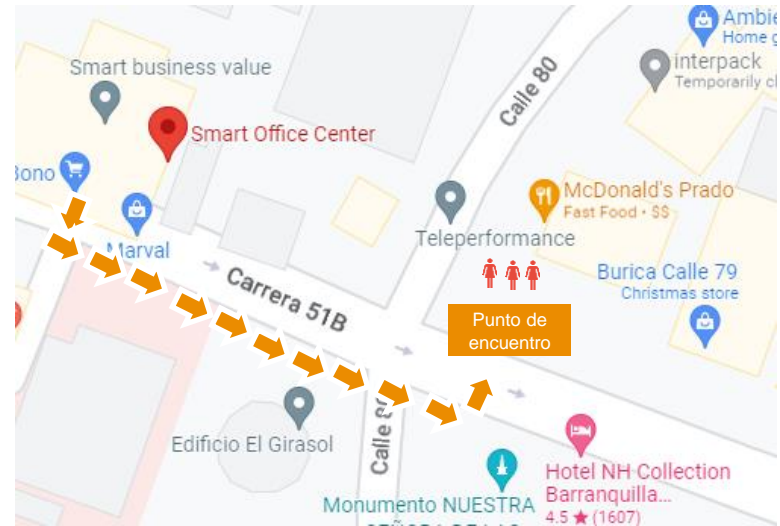 Ambie
Home g
interpack
Temporarily cl
Smart business value
Calle 80
Smart Office Center
Bono
McDonald's Prado
Fast Food • $$
Marval
Teleperformance
Burica Calle 79
Christmas store
Carrera 51B
Punto de
encuentro
Edificio El Girasol
Calle 8
Hotel NH Collection
Barranquilla...
4.5 ★ (1607)
Monumento NUESTRA